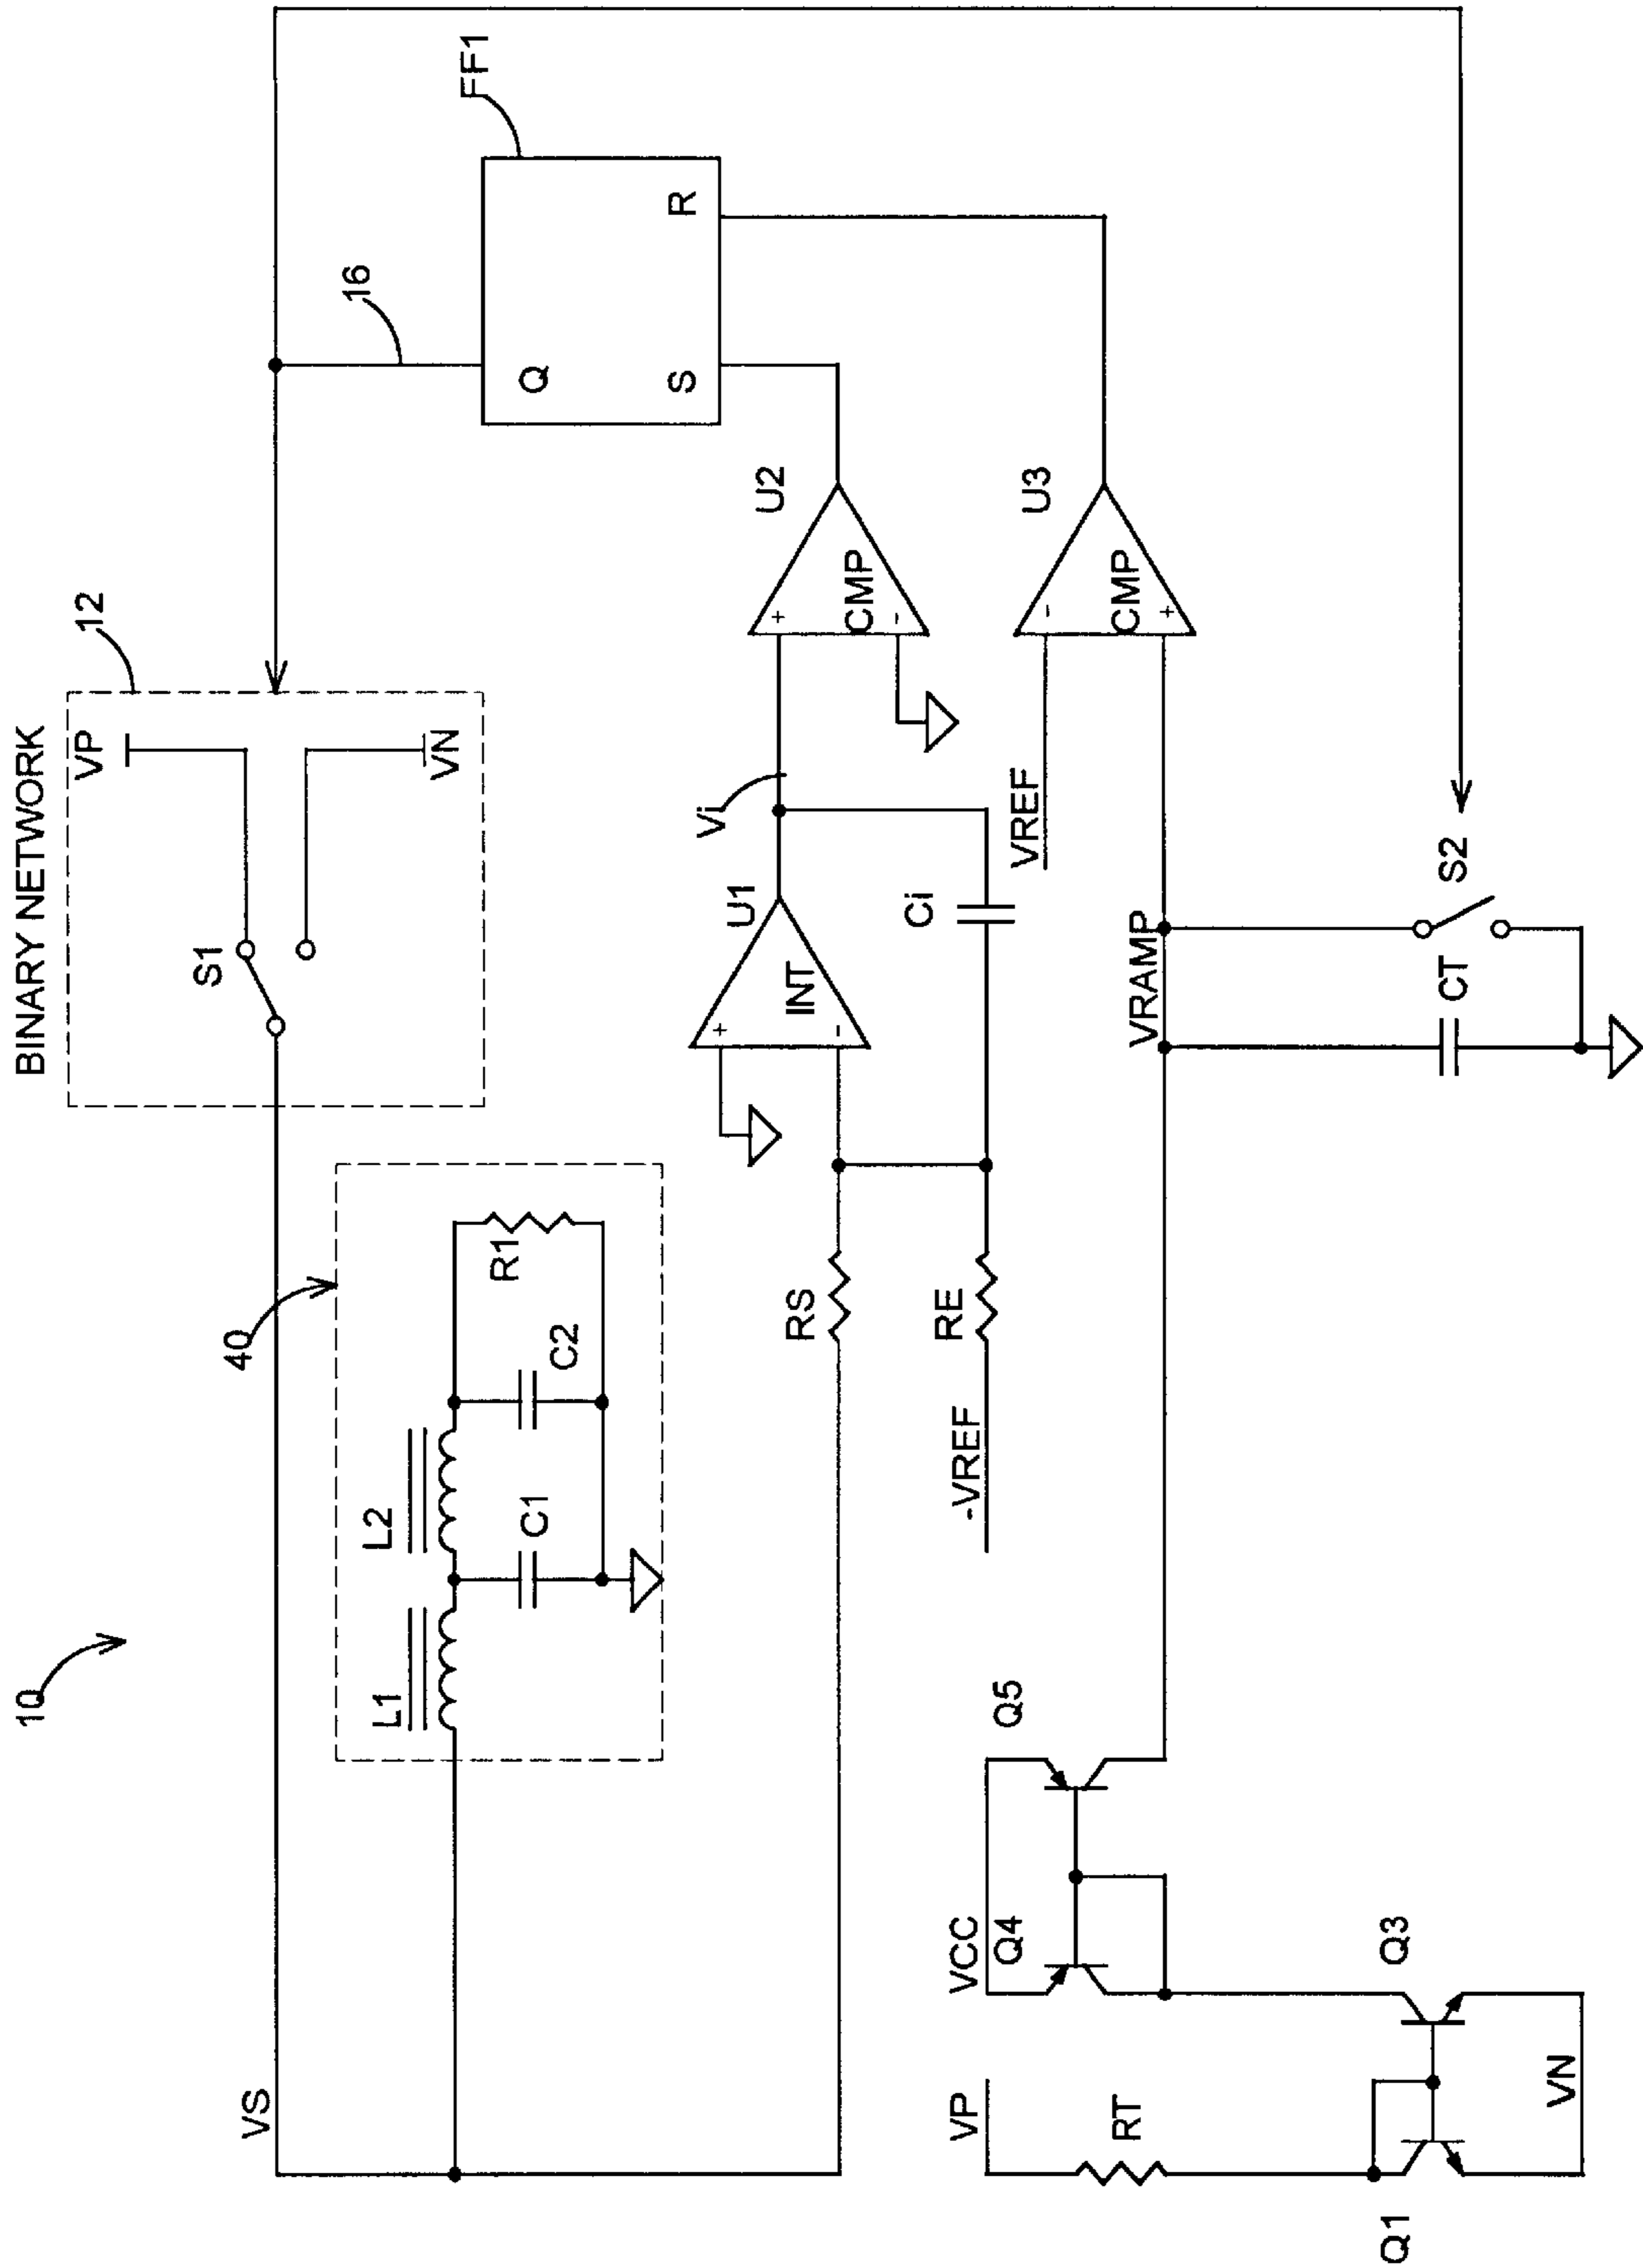 10
BINARY NETWORK
12
VP
S1
VN
VS
40
L1
L2
C1
C2
R1
16
FF1
Q
S
R
RS
U1
+
INT
-
Vi
U2
+
CMP
-
-VREF
RE
Ci
VREF
U3
-
CMP
+
VCC
Q4
Q5
VRAMP
CT
S2
VP
RT
Q1
Q3
VN